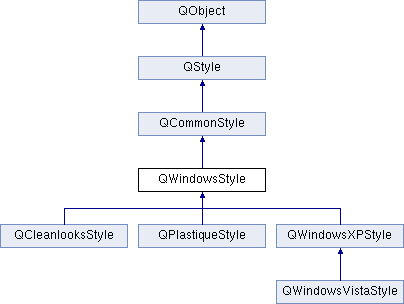 QObject
QStyle
QCommonStyle
QWindowsStyle
QCleanlooksStyle
QPlastiqueStyle
QWindowsXPStyle
QWindowsVistaStyle